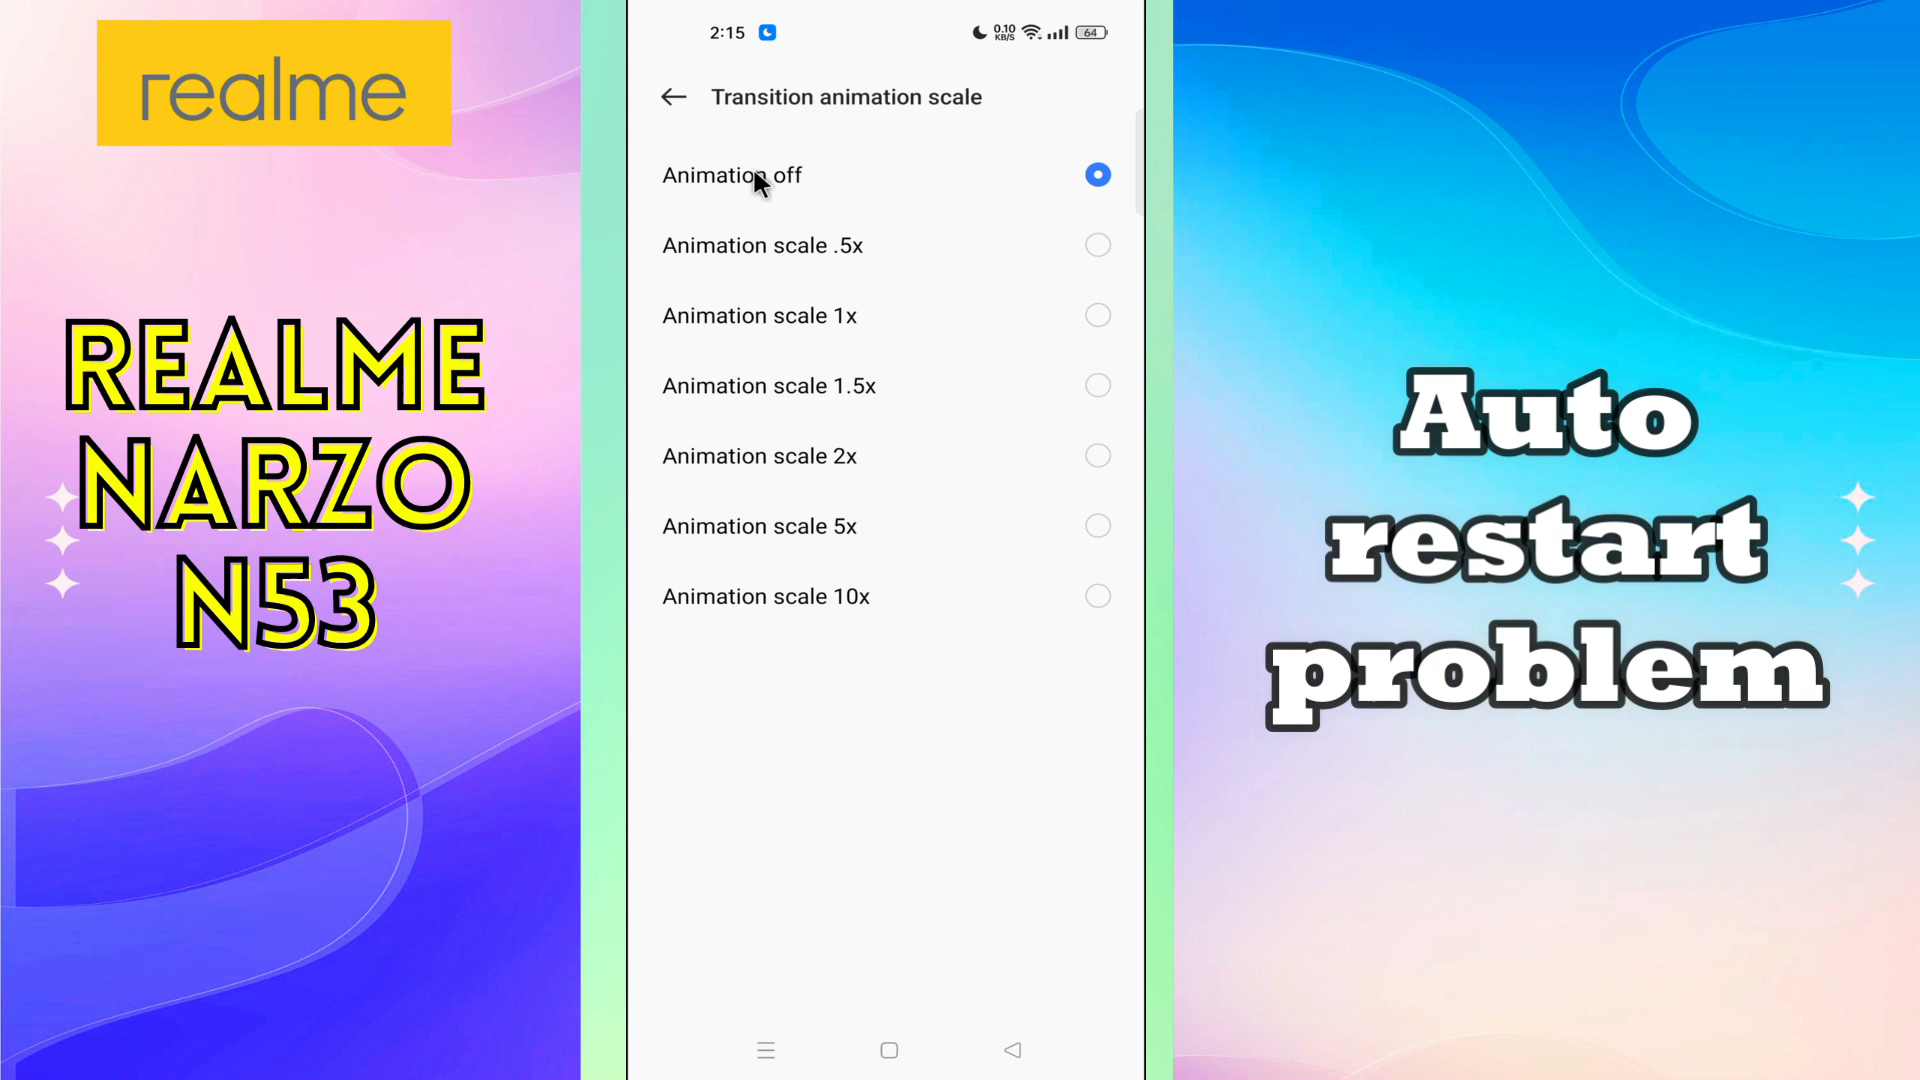 realme
REALME
NARZO
N53
2:15
0.10
KB/S
64
Transition animation scale
Animation off
Animation scale .5x
Animation scale 1x
Animation scale 1.5x
Animation scale 2x
Animation scale 5x
Animation scale 10x
Auto
restart
problem